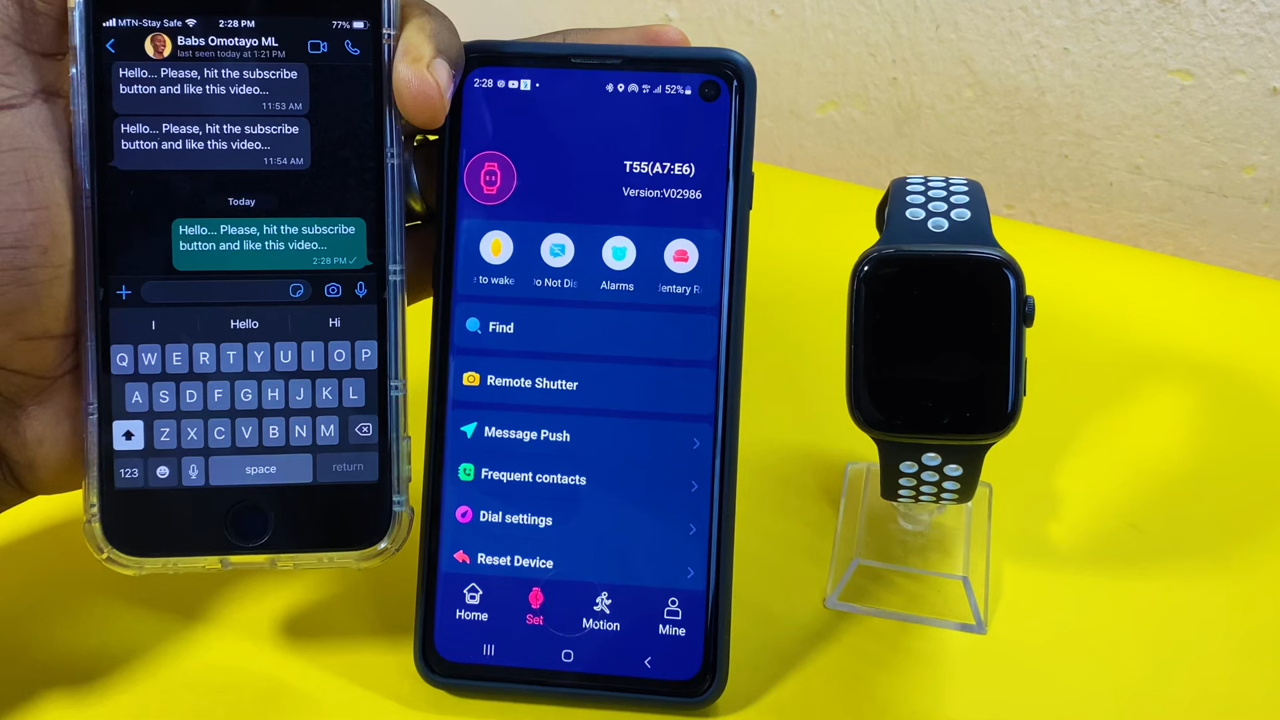 MTN-Stay Safe
2:28 PM
77%
Babs Omotayo ML
last seen today at 1:21 PM
Hello... Please, hit the subscribe
button and like this video...
11:53 AM
Hello... Please, hit the subscribe
button and like this video...
11:54 AM
Today
Hello... Please, hit the subscribe
button and like this video...
2:28 PM
I Hello Hi
Q W E R T Y U I O P
A S D F G H J K L
Z X C V B N M
123 space return
2:28
52%
T55(A7:E6)
Version:V02986
e to wake
o Not Dis
Alarms
dentary R
Find
Remote Shutter
Message Push
Frequent contacts
Dial settings
Reset Device
Home
Set
Motion
Mine